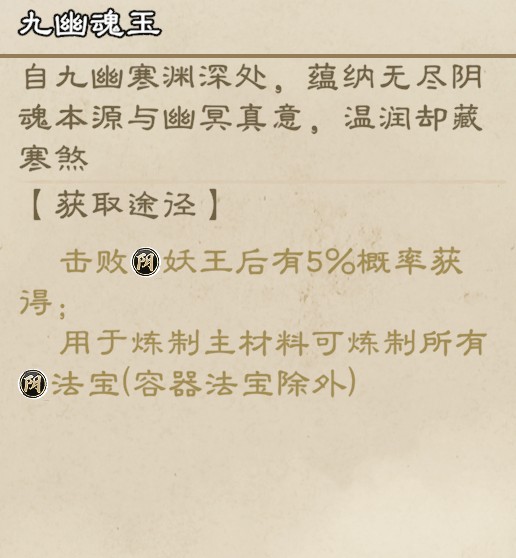 九幽魂玉
自九幽寒渊深处，蕴纳无尽阴
魂本源与幽冥真意，温润却藏
寒煞
【获取途径】
击败阴妖王后有5%概率获
得；
用于炼制主材料可炼制所有
阴法宝(容器法宝除外)